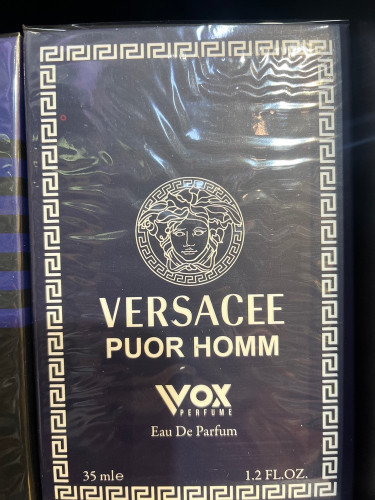 VERSACEE
PUOR HOMM
VOX
PERFUME
Eau De Parfum
35 mle 1.2 FL.OZ.